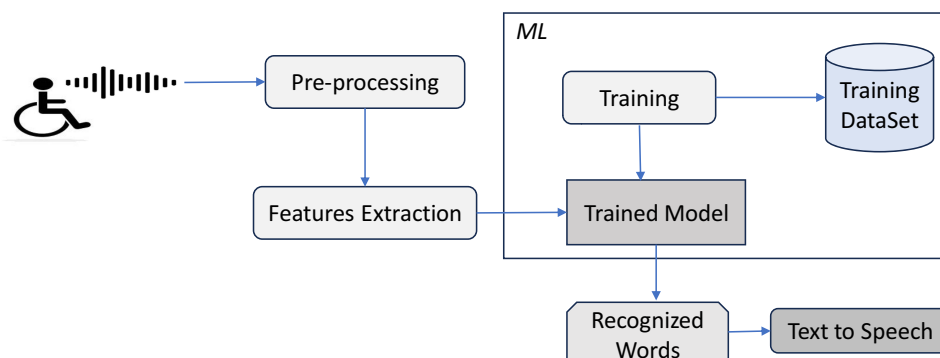 ML
Pre-processing
Training
Training
DataSet
Features Extraction
Trained Model
Recognized
Words
Text to Speech